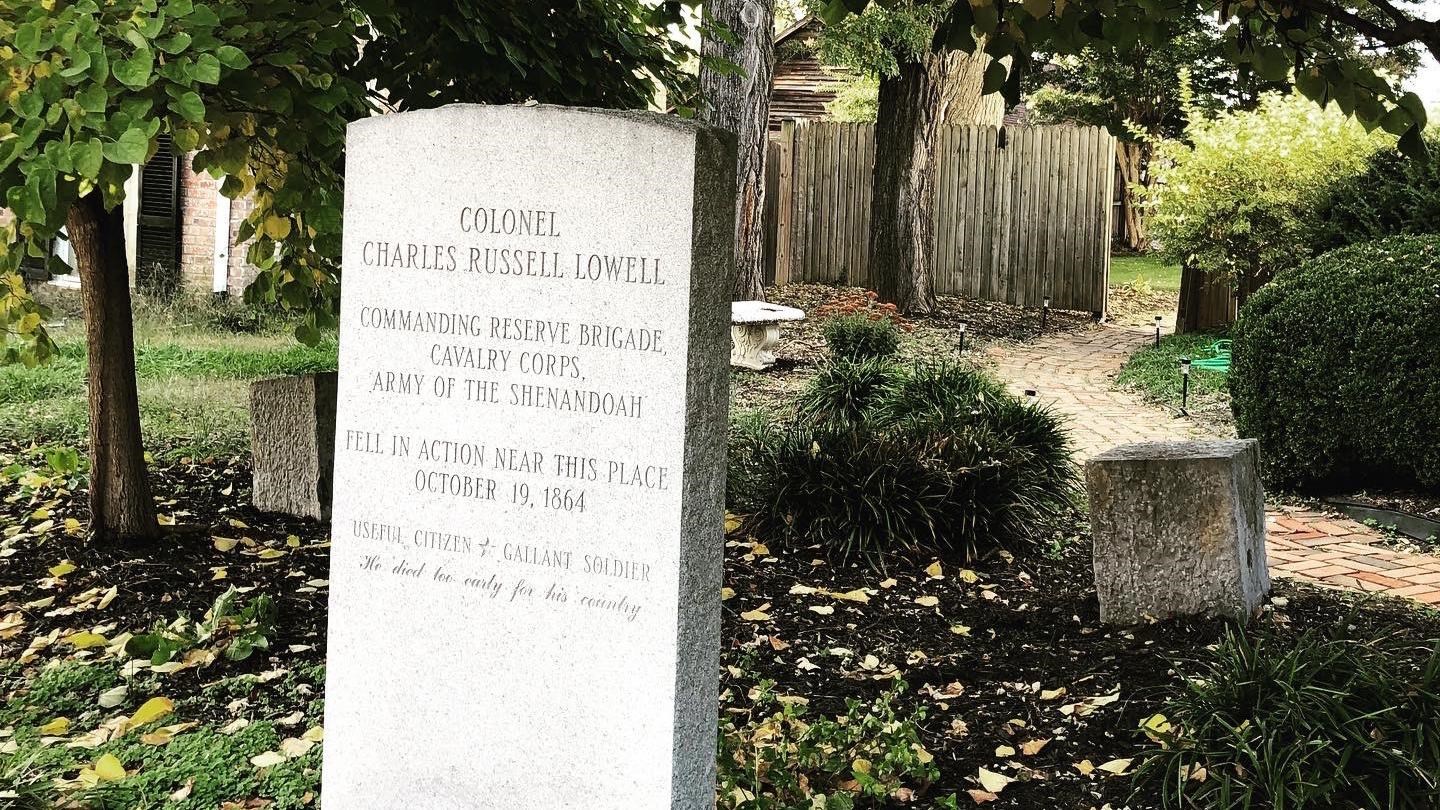 COLONEL
CHARLES RUSSELL LOWELL
COMMANDING RESERVE BRIGADE,
CAVALRY CORPS,
ARMY OF THE SHENANDOAH
FELL IN ACTION NEAR THIS PLACE
OCTOBER 19, 1864
USEFUL CITIZEN ★ GALLANT SOLDIER
He died too early for his country